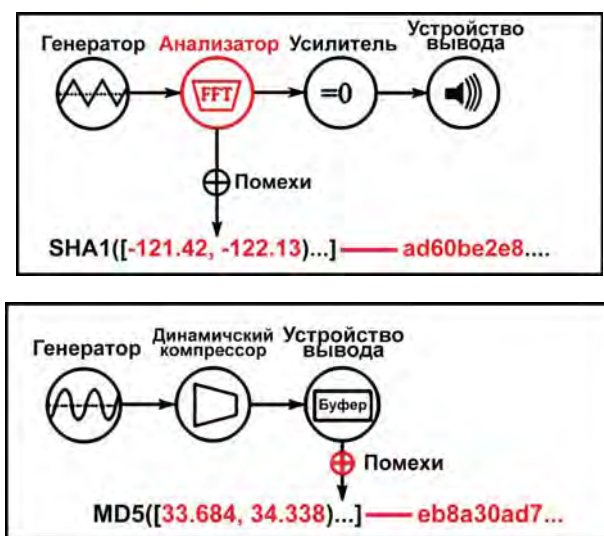 Генератор Анализатор Усилитель Устройство вывода
FFT =0
Помехи
SHA1([-121.42, -122.13)...] ad60be2e8....
Генератор Динамичский компрессор Устройство вывода
Буфер
Помехи
MD5([33.684, 34.338)...] eb8a30ad7...